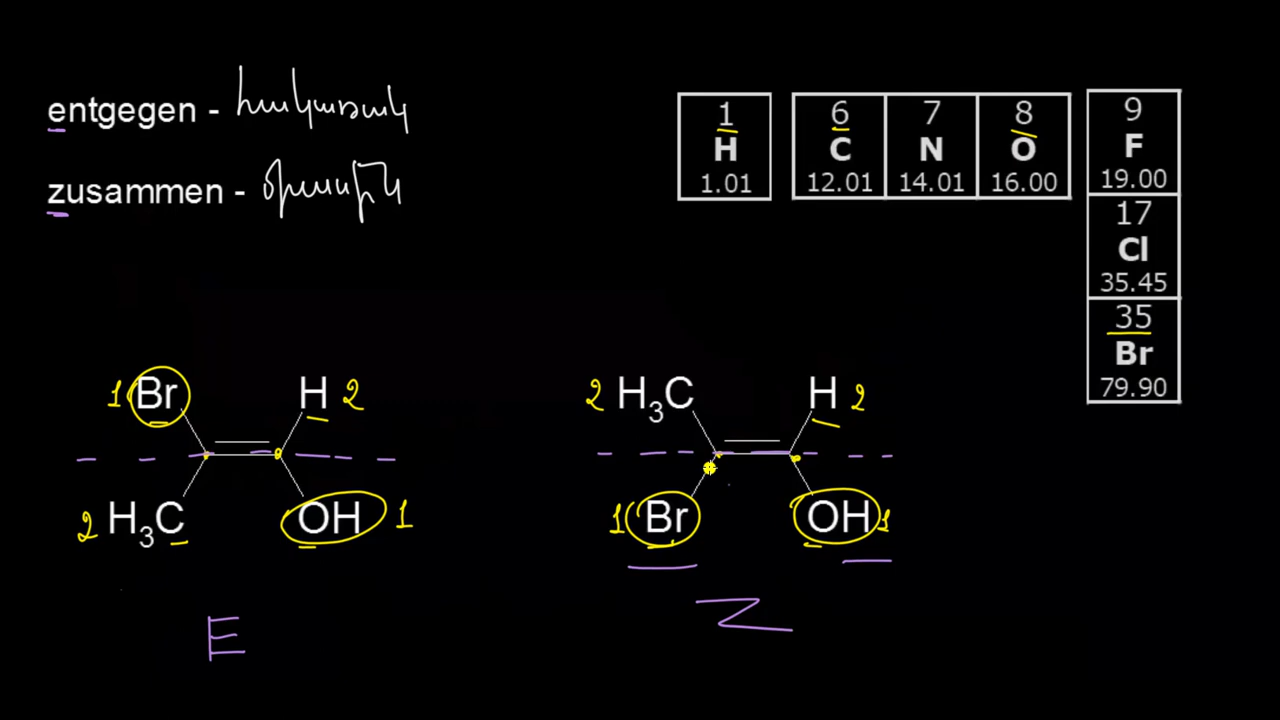 entgegen - հակառակ
zusammen - միասին
1
H
1.01
6
C
12.01
7
N
14.01
8
O
16.00
9
F
19.00
17
Cl
35.45
35
Br
79.90
1 Br H 2
2 H₃C OH 1
E
2 H₃C H 2
1 Br OH 1
Z